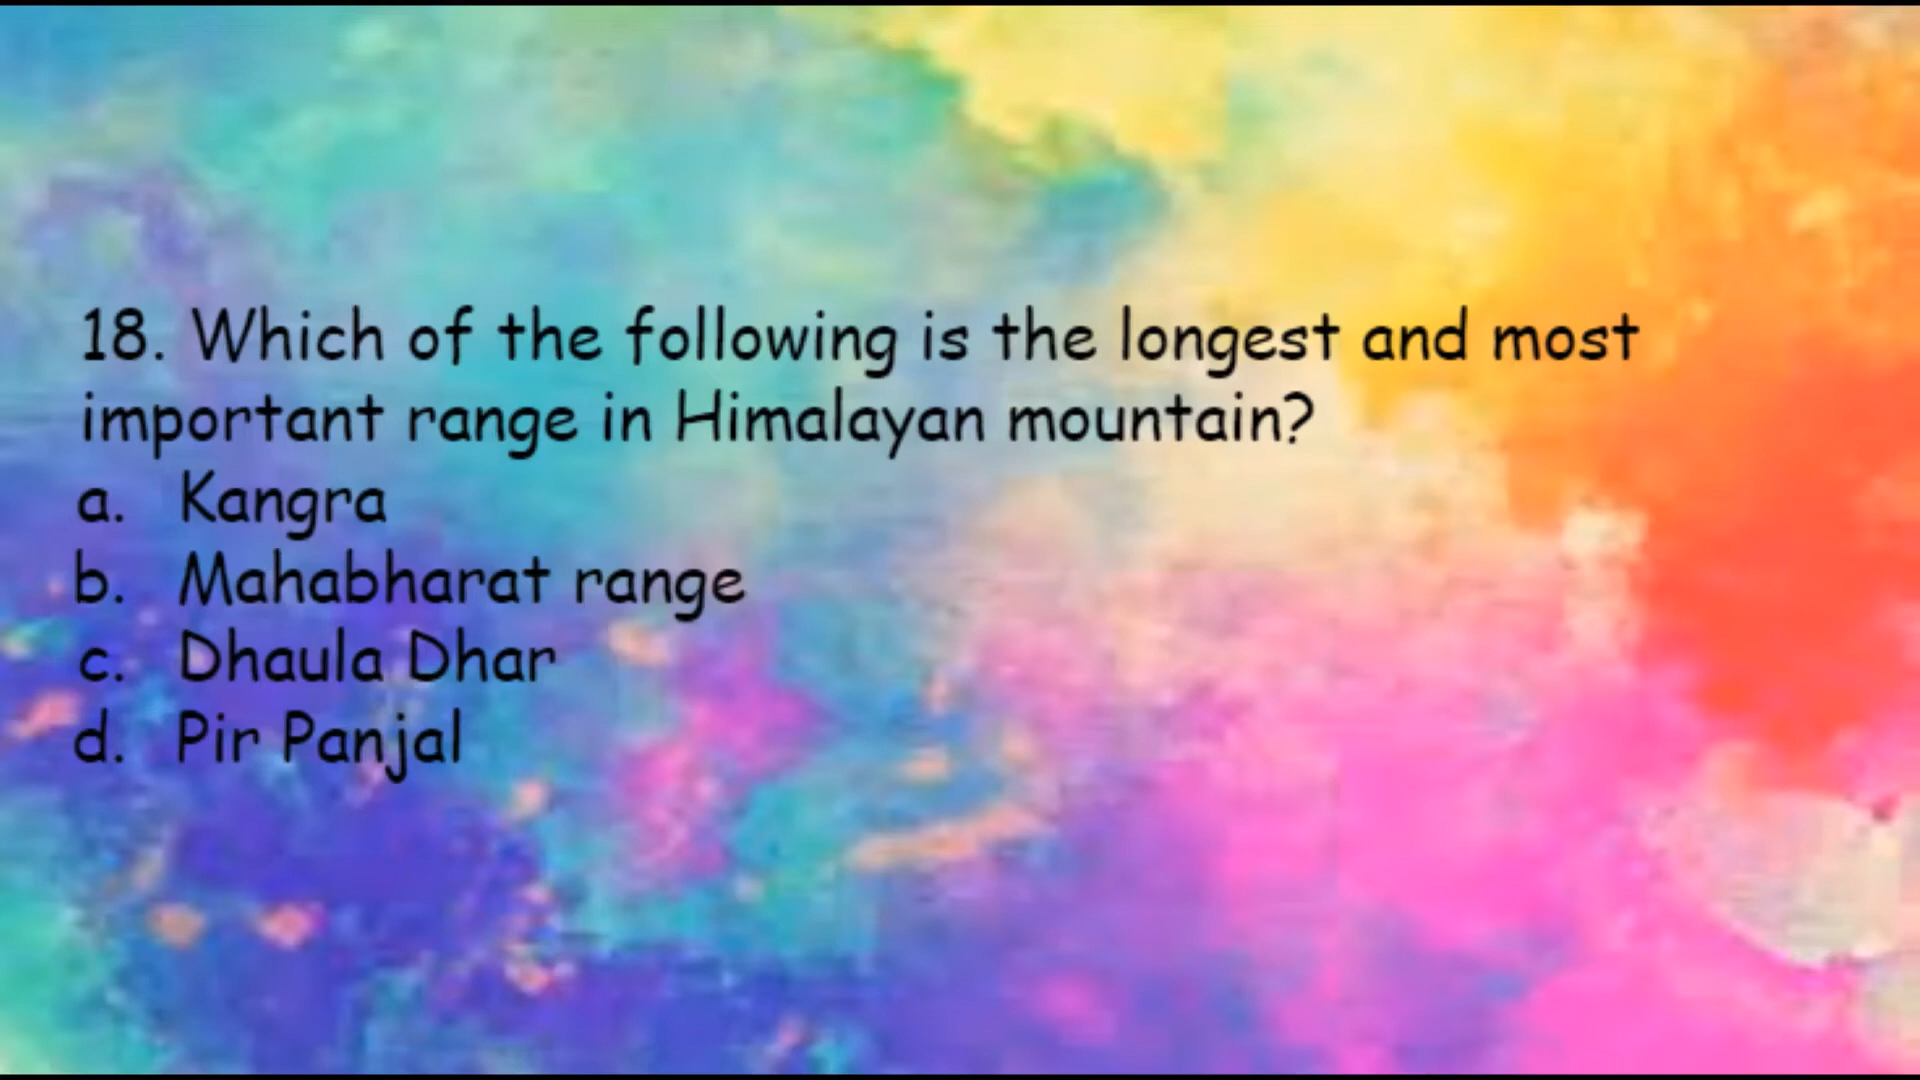 18. Which of the following is the longest and most
important range in Himalayan mountain?
a. Kangra
b. Mahabharat range
c. Dhaula Dhar
d. Pir Panjal